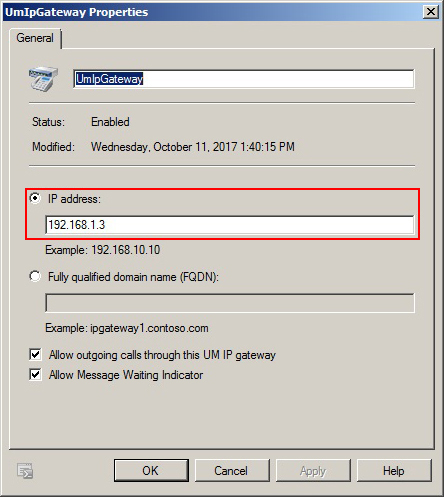 UmIpGateway Properties
General
UmIpGateway
Status: Enabled
Modified: Wednesday, October 11, 2017 1:40:15 PM
IP address:
192.168.1.3
Example: 192.168.10.10
Fully qualified domain name (FQDN):
Example: ipgateway1.contoso.com
Allow outgoing calls through this UM IP gateway
Allow Message Waiting Indicator
OK Cancel Apply Help